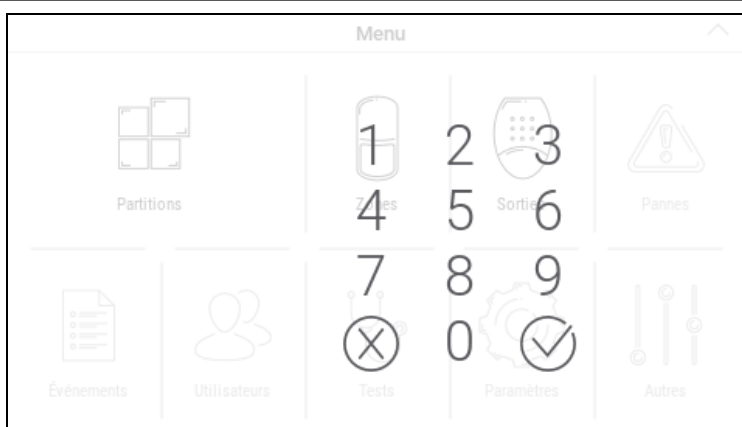 Menu
1 2 3
Partitions Zones Sorties Pannes
4 5 6
7 8 9
0
Événements Utilisateurs Tests Paramètres Autres